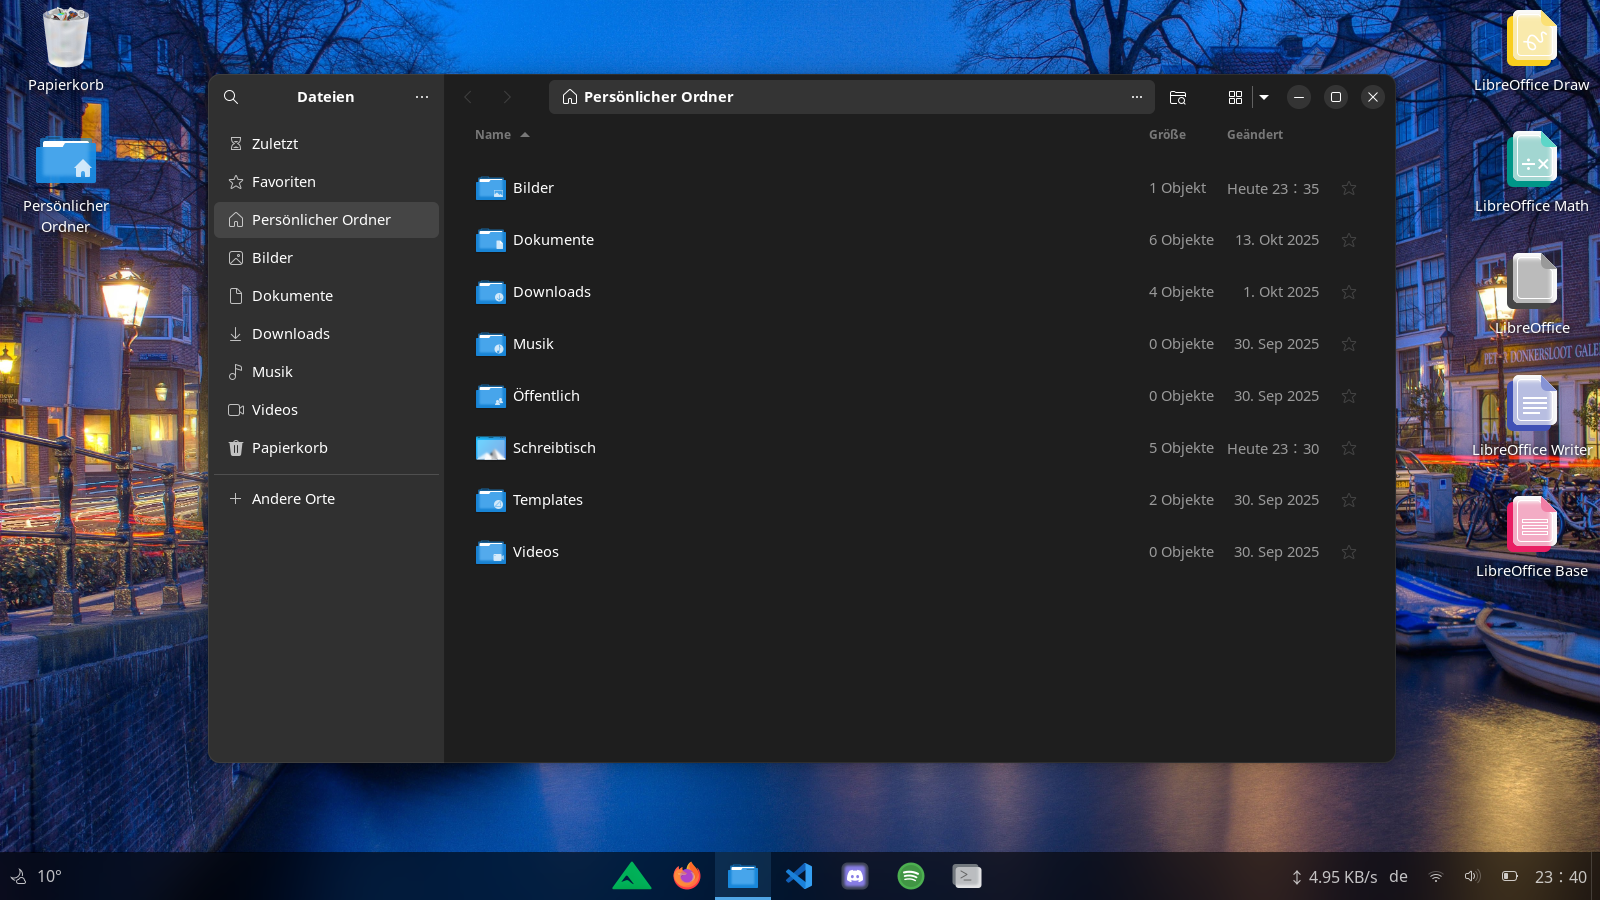 Papierkorb
Persönlicher
Ordner
Dateien
Zuletzt
Favoriten
Persönlicher Ordner
Bilder
Dokumente
Downloads
Musik
Videos
Papierkorb
Andere Orte
Persönlicher Ordner
Name Größe Geändert
Bilder 1 Objekt Heute 23 : 35
Dokumente 6 Objekte 13. Okt 2025
Downloads 4 Objekte 1. Okt 2025
Musik 0 Objekte 30. Sep 2025
Öffentlich 0 Objekte 30. Sep 2025
Schreibtisch 5 Objekte Heute 23 : 30
Templates 2 Objekte 30. Sep 2025
Videos 0 Objekte 30. Sep 2025
LibreOffice Draw
LibreOffice Math
LibreOffice
DONKERSLOOT
LibreOffice Writer
LibreOffice Base
10°
4.95 KB/s de 23 : 40